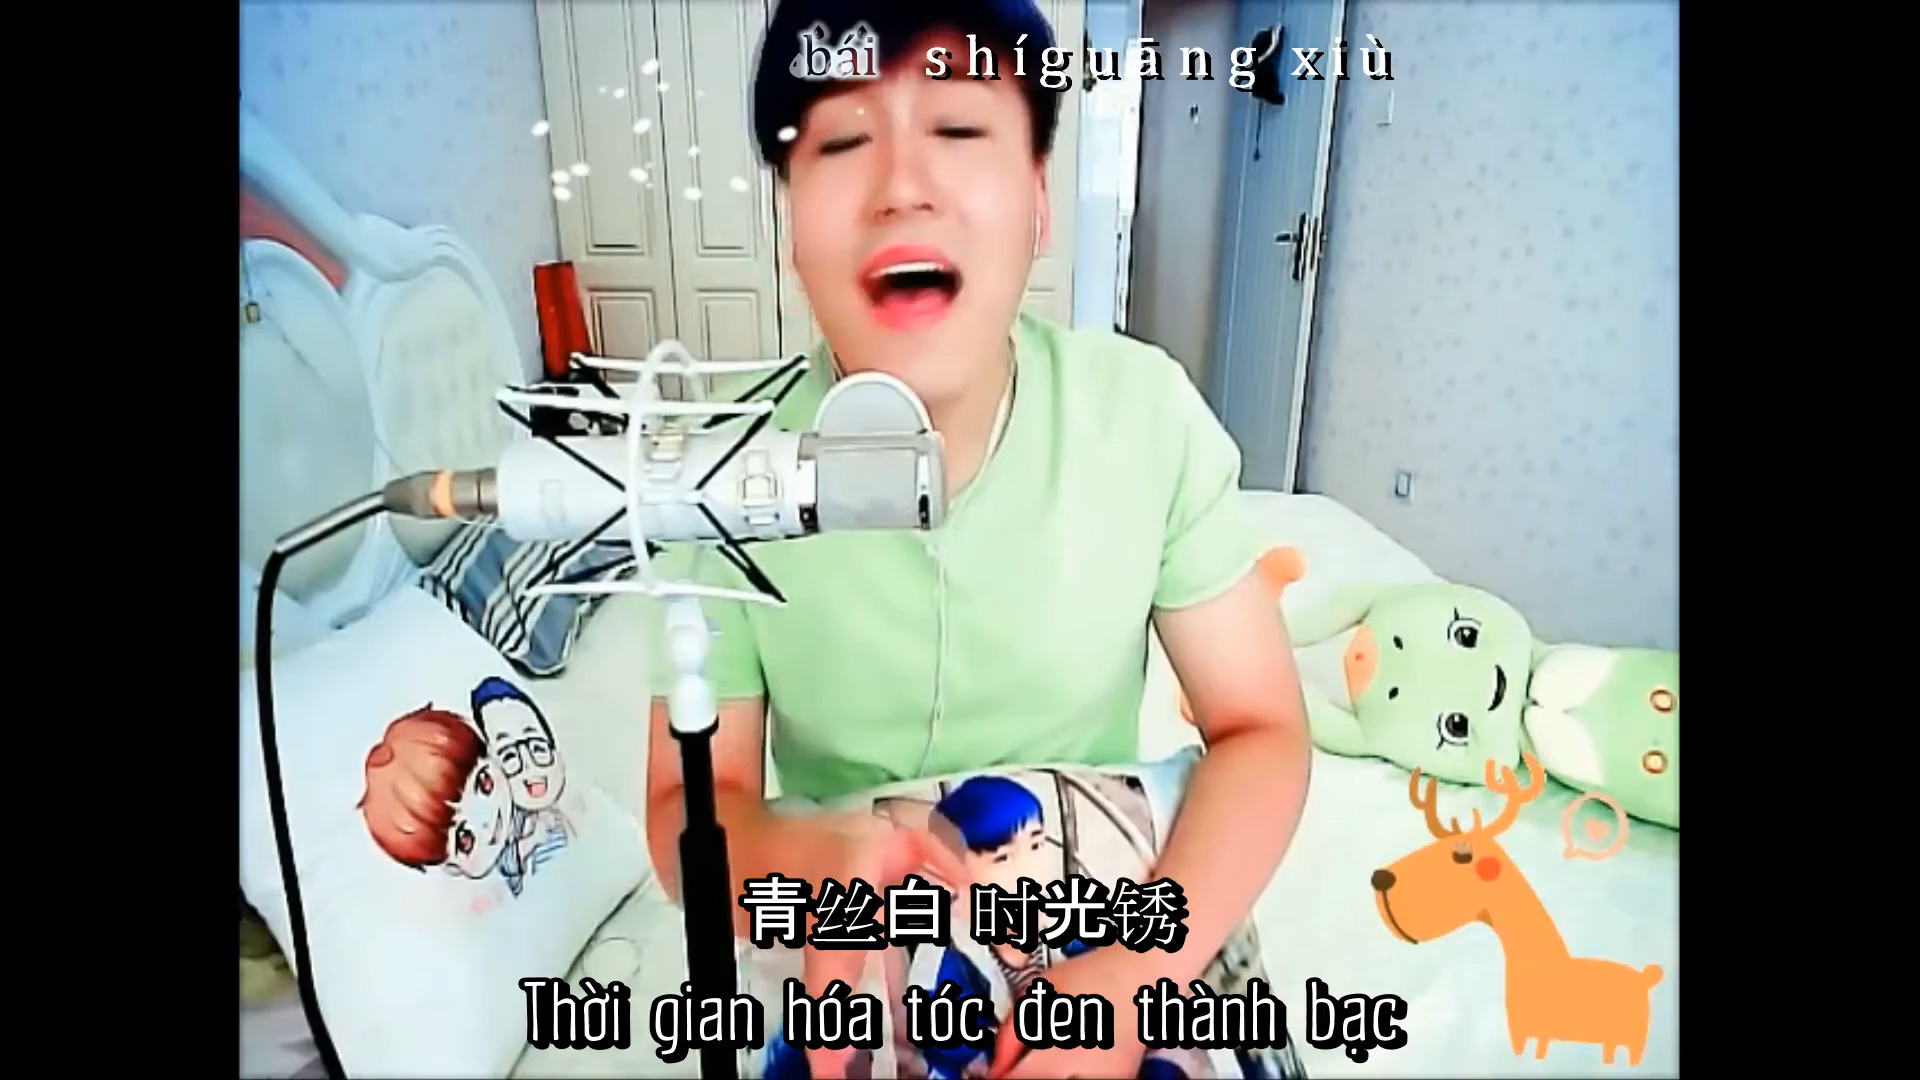 bái shíguāng xiù
青丝白 时光锈
Thời gian hóa tóc đen thành bạc